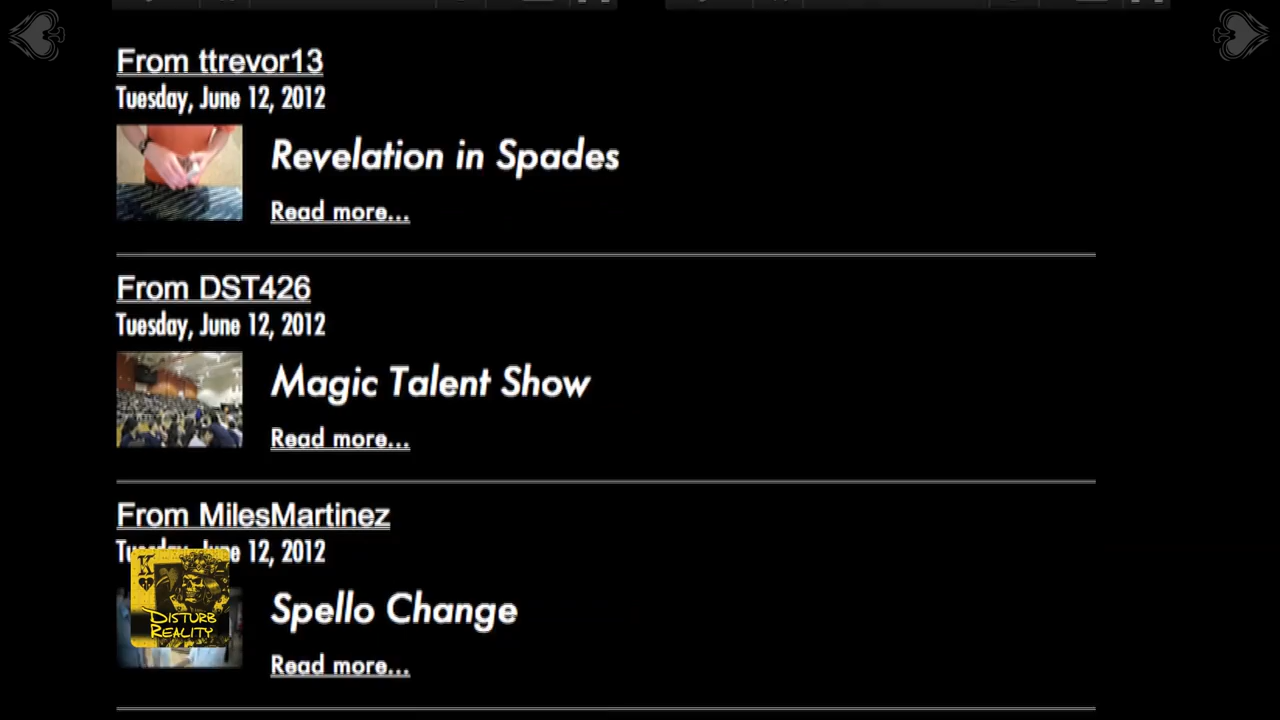 From ttrevor13
Tuesday, June 12, 2012
Revelation in Spades
Read more...
From DST426
Tuesday, June 12, 2012
Magic Talent Show
Read more...
From MilesMartinez
Tuesday, June 12, 2012
K
DISTURB
REALITY
Spello Change
Read more...